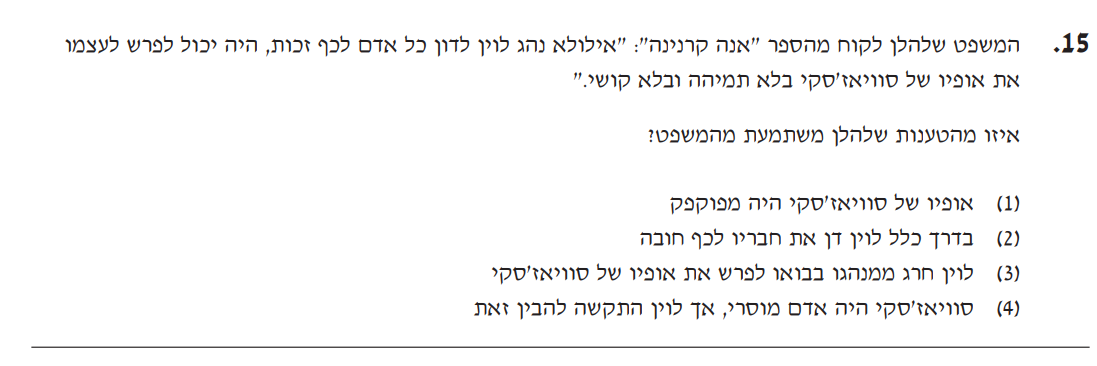 15. המשפט שלהלן לקוח מהספר "אנה קרנינה": "אילולא נהג לוין לדון כל אדם לכף זכות, היה יכול לפרש לעצמו
את אופיו של סוויאז'סקי בלא תמיהה ובלא קושי."
איזו מהטענות שלהלן משתמעת מהמשפט?
(1) אופיו של סוויאז'סקי היה מפוקפק
(2) בדרך כלל לוין דן את חבריו לכף חובה
(3) לוין חרג ממנהגו בבואו לפרש את אופיו של סוויאז'סקי
(4) סוויאז'סקי היה אדם מוסרי, אך לוין התקשה להבין זאת